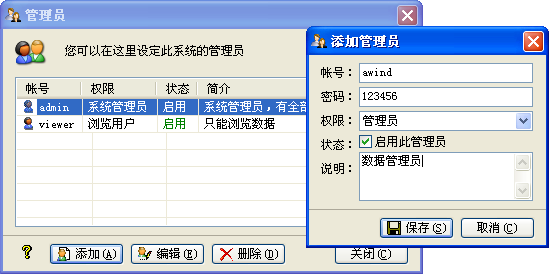 管理员
您可以在这里设定此系统的管理员
帐号 权限 状态 简介
admin 系统管理员 启用 系统管理员，有全部
viewer 浏览用户 启用 只能浏览数据
添加(A) 编辑(E) 删除(D) 关闭(C)
添加管理员
帐号： awind
密码： 123456
权限： 管理员
状态： 启用此管理员
说明： 数据管理员
保存(S) 取消(C)